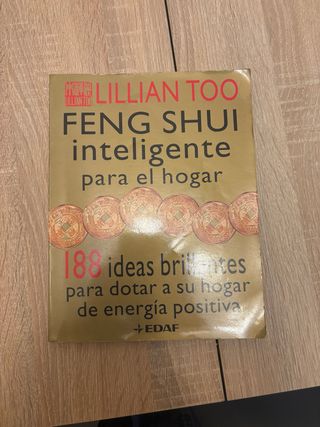 LILLIAN TOO
FENG SHUI
inteligente
para el hogar
188 ideas brillantes
para dotar a su hogar
de energía positiva
EDAF